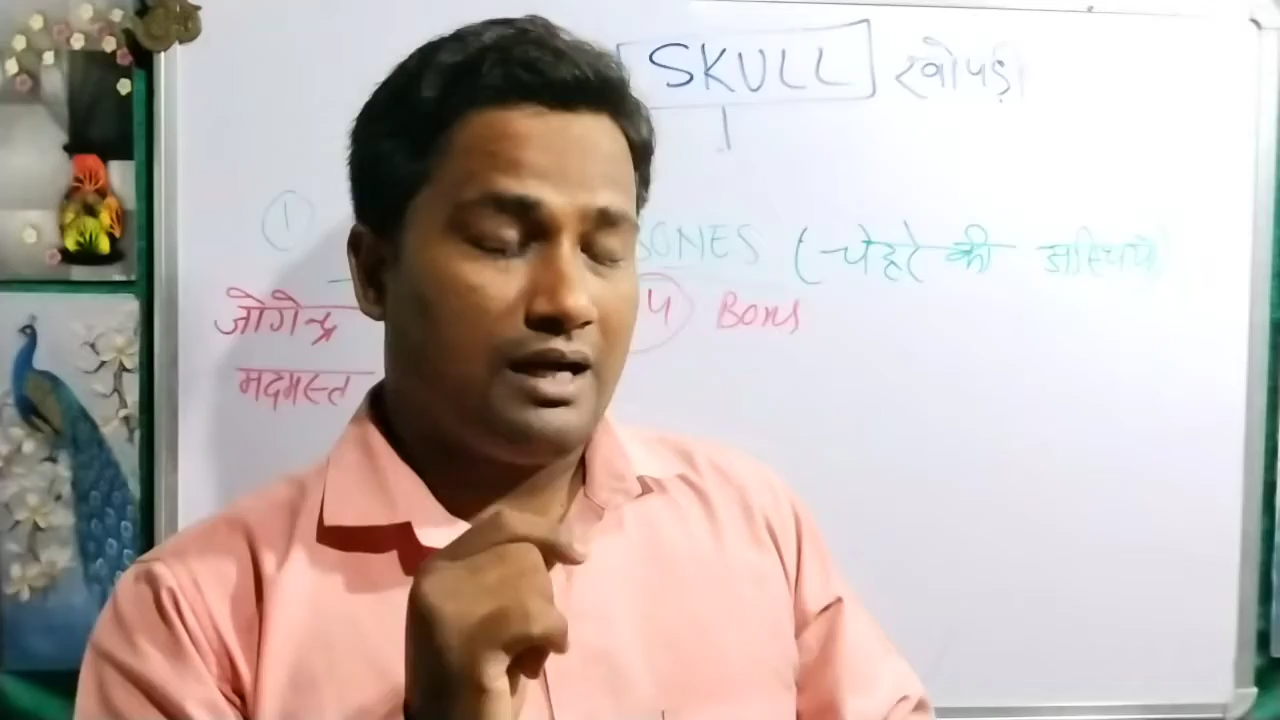 SKULL खोपड़ी
① BONES (चेहरे की अस्थियाँ)
जोगेन्द्र 4 Bons
मदमस्त